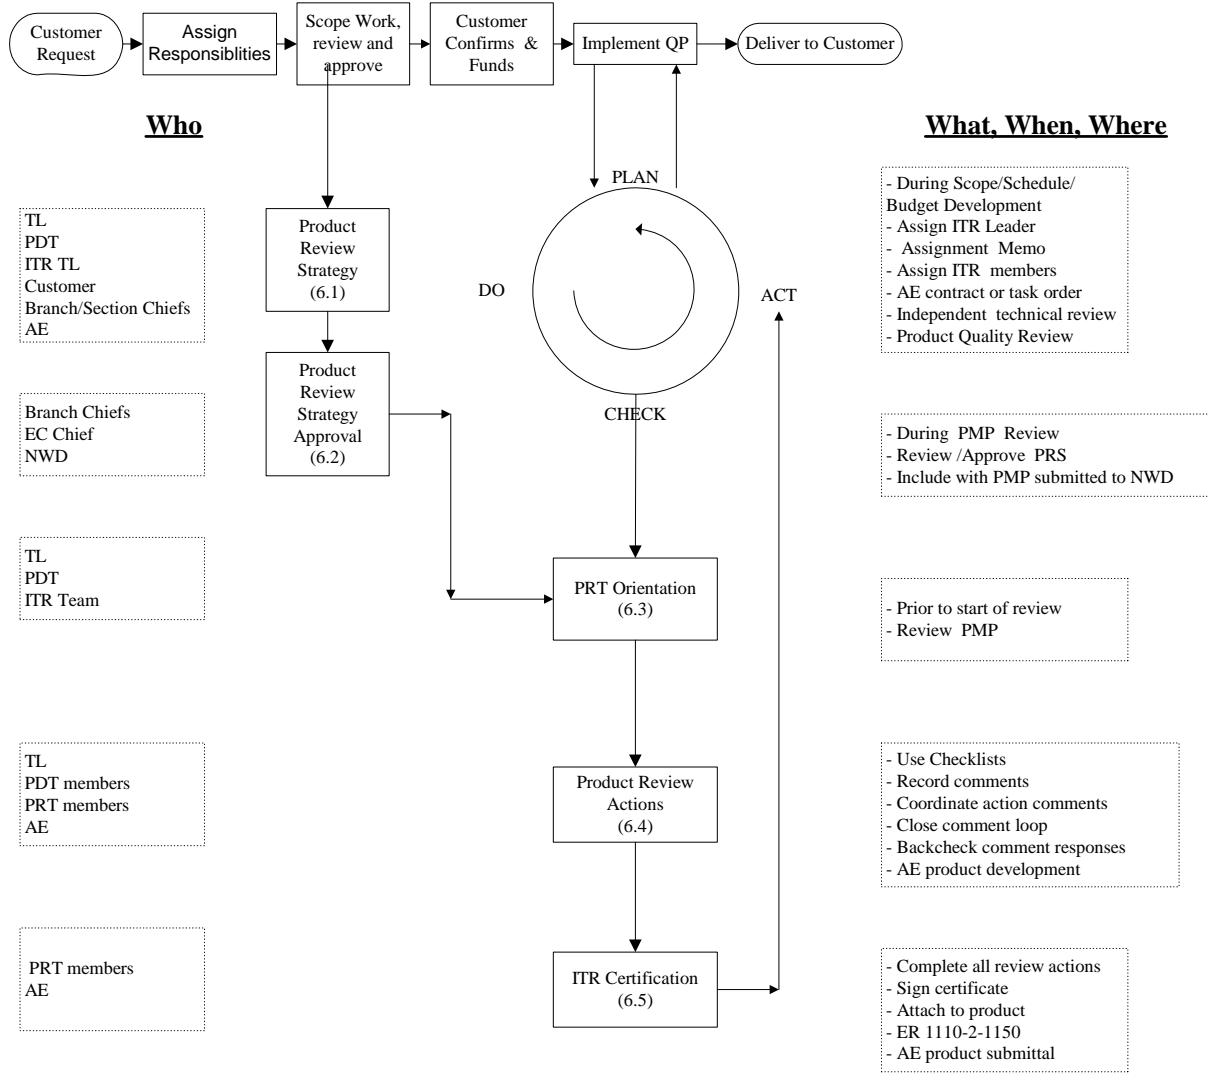 Customer
Request
Assign
Responsiblities
Scope Work,
review and
approve
Customer
Confirms &
Funds
Implement QP
Deliver to Customer
Who
What, When, Where
TL
PDT
ITR TL
Customer
Branch/Section Chiefs
AE
Product
Review
Strategy
(6.1)
PLAN
DO
ACT
CHECK
- During Scope/Schedule/
Budget Development
- Assign ITR Leader
- Assignment Memo
- Assign ITR members
- AE contract or task order
- Independent technical review
- Product Quality Review
Branch Chiefs
EC Chief
NWD
Product
Review
Strategy
Approval
(6.2)
- During PMP Review
- Review /Approve PRS
- Include with PMP submitted to NWD
TL
PDT
ITR Team
PRT Orientation
(6.3)
- Prior to start of review
- Review PMP
TL
PDT members
PRT members
AE
Product Review
Actions
(6.4)
- Use Checklists
- Record comments
- Coordinate action comments
- Close comment loop
- Backcheck comment responses
- AE product development
PRT members
AE
ITR Certification
(6.5)
- Complete all review actions
- Sign certificate
- Attach to product
- ER 1110-2-1150
- AE product submittal